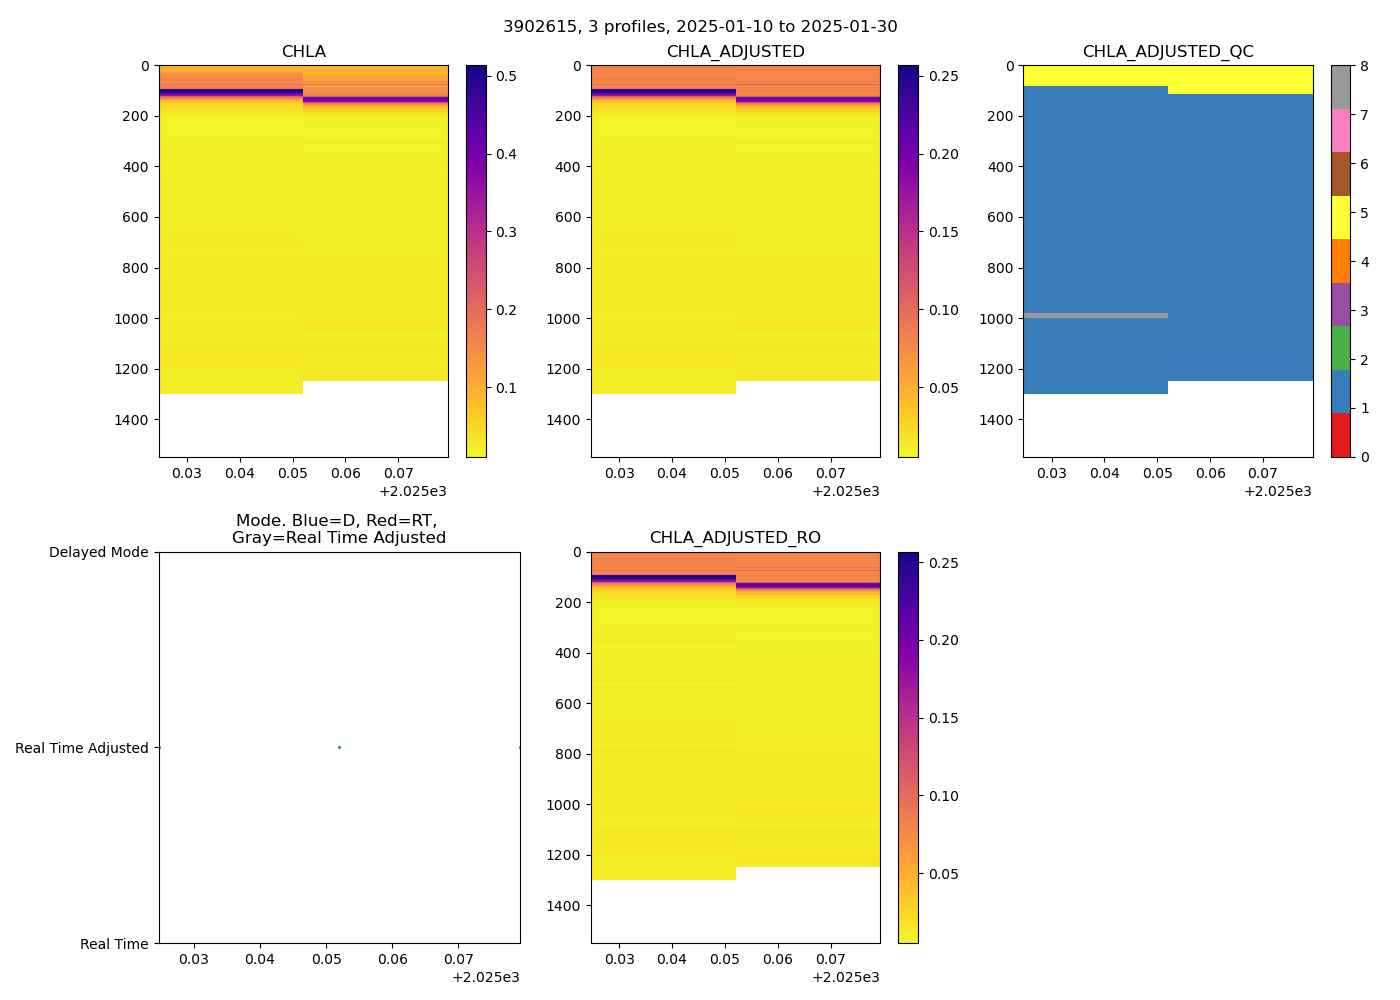 3902615, 3 profiles, 2025-01-10 to 2025-01-30
CHLA
0
200
400
600
800
1000
1200
1400
0.03 0.04 0.05 0.06 0.07
+2.025e3
0.5
0.4
0.3
0.2
0.1
CHLA_ADJUSTED
0
200
400
600
800
1000
1200
1400
0.03 0.04 0.05 0.06 0.07
+2.025e3
0.25
0.20
0.15
0.10
0.05
CHLA_ADJUSTED_QC
0
200
400
600
800
1000
1200
1400
0.03 0.04 0.05 0.06 0.07
+2.025e3
8
7
6
5
4
3
2
1
0
Mode. Blue=D, Red=RT,
Gray=Real Time Adjusted
Delayed Mode
Real Time Adjusted
Real Time
0.03 0.04 0.05 0.06 0.07
+2.025e3
CHLA_ADJUSTED_RO
0
200
400
600
800
1000
1200
1400
0.03 0.04 0.05 0.06 0.07
+2.025e3
0.25
0.20
0.15
0.10
0.05